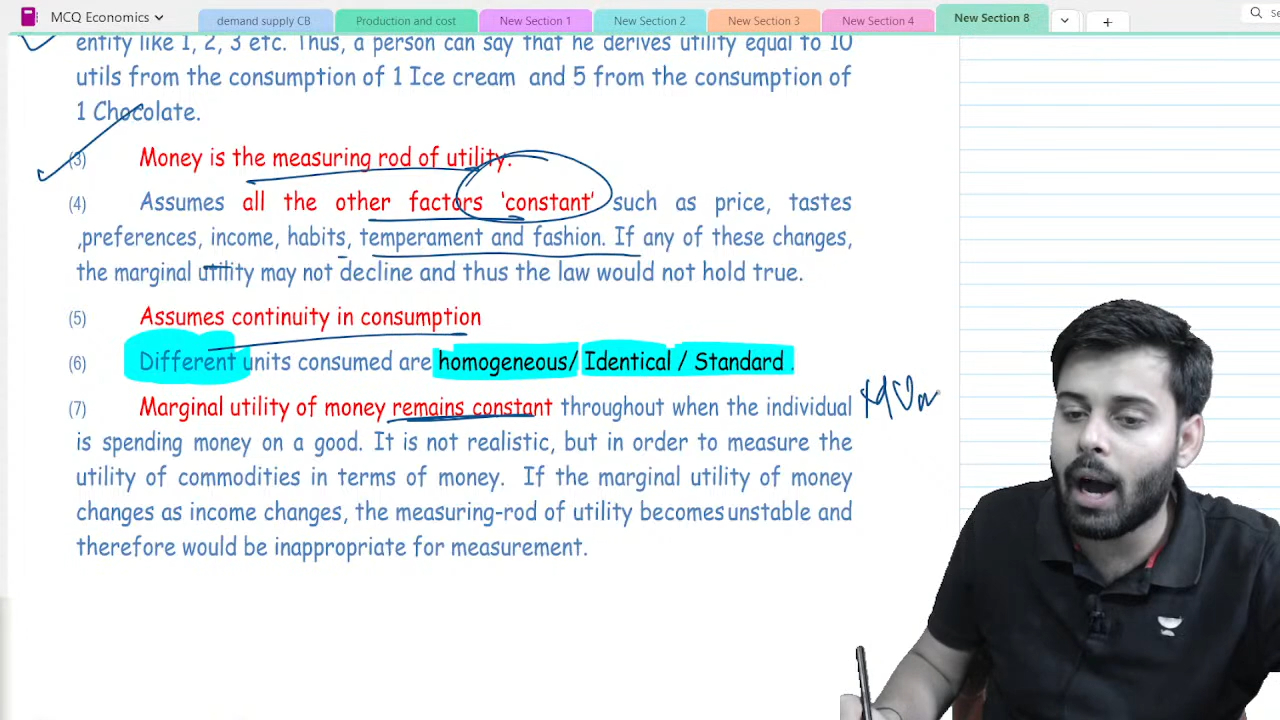 MCQ Economics
demand supply CB
Production and cost
New Section 1
New Section 2
New Section 3
New Section 4
New Section 8
entity like 1, 2, 3 etc. Thus, a person can say that he derives utility equal to 10
utils from the consumption of 1 Ice cream and 5 from the consumption of
1 Chocolate.
(3) Money is the measuring rod of utility.
(4) Assumes all the other factors ‘constant’ such as price, tastes
,preferences, income, habits, temperament and fashion. If any of these changes,
the marginal utility may not decline and thus the law would not hold true.
(5) Assumes continuity in consumption
(6) Different units consumed are homogeneous/ Identical / Standard .
(7) Marginal utility of money remains constant throughout when the individual
is spending money on a good. It is not realistic, but in order to measure the
utility of commodities in terms of money. If the marginal utility of money
changes as income changes, the measuring-rod of utility becomes unstable and
therefore would be inappropriate for measurement.